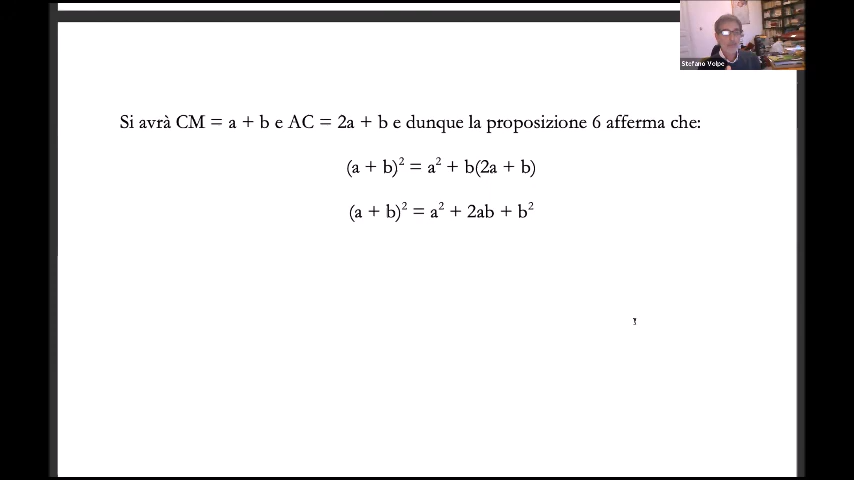 Stefano Volpe
Si avrà CM = a + b e AC = 2a + b e dunque la proposizione 6 afferma che:
(a + b)² = a² + b(2a + b)
(a + b)² = a² + 2ab + b²